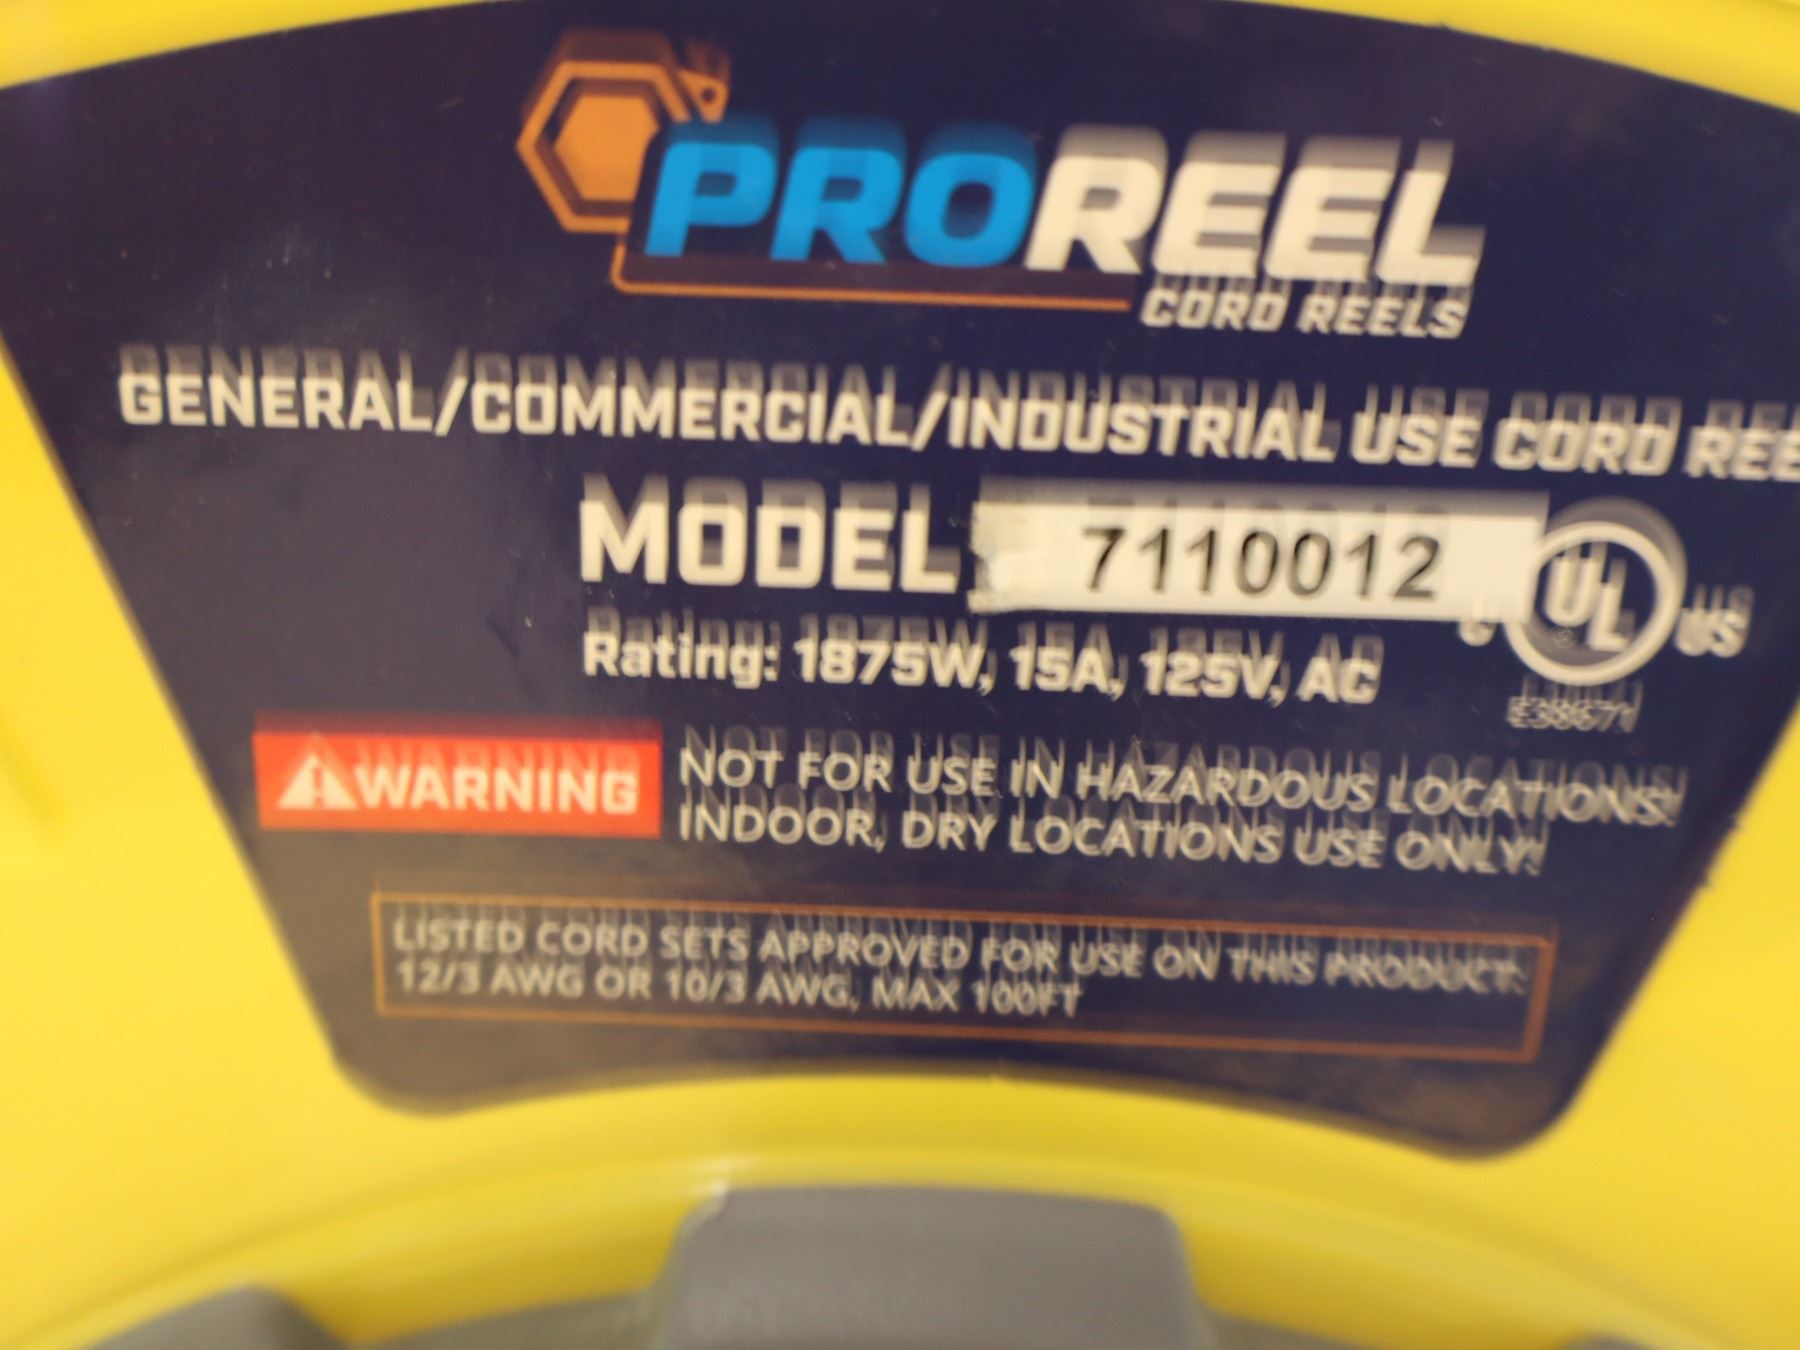 PROREEL
CORD REELS
GENERAL/COMMERCIAL/INDUSTRIAL USE CORD REE
MODEL 7110012
C UL US
Rating: 1875W, 15A, 125V, AC
WARNING
NOT FOR USE IN HAZARDOUS LOCATIONS!
INDOOR, DRY LOCATIONS USE ONLY!
LISTED CORD SETS APPROVED FOR USE ON THIS PRODUCT:
12/3 AWG OR 10/3 AWG, MAX 100FT